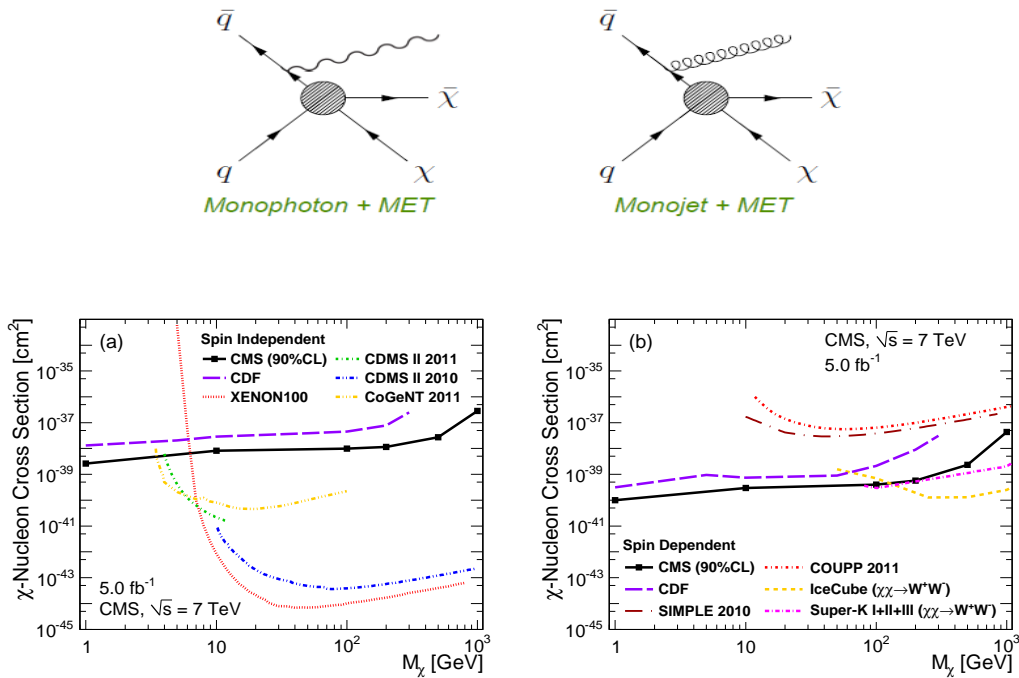 q̄
χ̄
q
χ
Monophoton + MET
q̄
χ̄
q
χ
Monojet + MET
χ-Nucleon Cross Section [cm²]
10⁻³⁵
10⁻³⁷
10⁻³⁹
10⁻⁴¹
10⁻⁴³
10⁻⁴⁵
(a)
Spin Independent
CMS (90%CL)
CDF
XENON100
CDMS II 2011
CDMS II 2010
CoGeNT 2011
5.0 fb⁻¹
CMS, √s = 7 TeV
1 10 10² 10³
Mχ [GeV]
χ-Nucleon Cross Section [cm²]
10⁻³⁵
10⁻³⁷
10⁻³⁹
10⁻⁴¹
10⁻⁴³
10⁻⁴⁵
(b)
CMS, √s = 7 TeV
5.0 fb⁻¹
Spin Dependent
CMS (90%CL)
CDF
SIMPLE 2010
COUPP 2011
IceCube (χχ→W⁺W⁻)
Super-K I+II+III (χχ→W⁺W⁻)
1 10 10² 10³
Mχ [GeV]